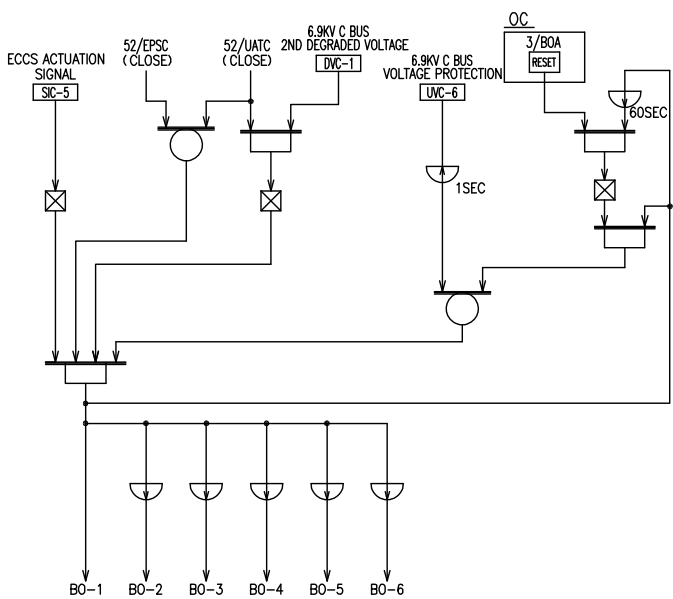 OC
3/BOA
RESET
ECCS ACTUATION
SIGNAL
SIC-5
52/EPSC
(CLOSE)
52/UATC
(CLOSE)
6.9KV C BUS
2ND DEGRADED VOLTAGE
DVC-1
6.9KV C BUS
VOLTAGE PROTECTION
UVC-6
60SEC
1SEC
BO-1
BO-2
BO-3
BO-4
BO-5
BO-6